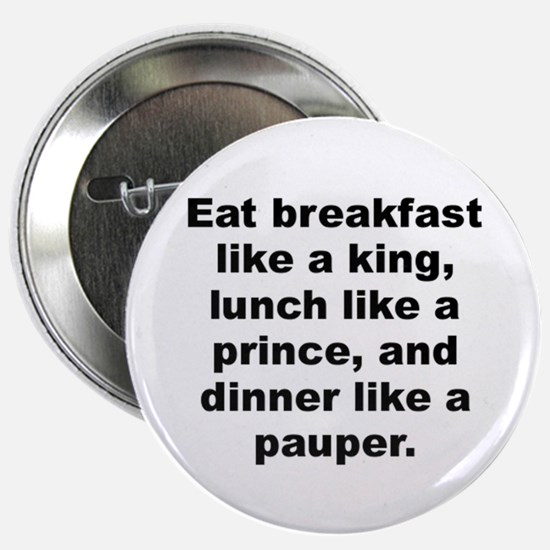 Eat breakfast
like a king,
lunch like a
prince, and
dinner like a
pauper.